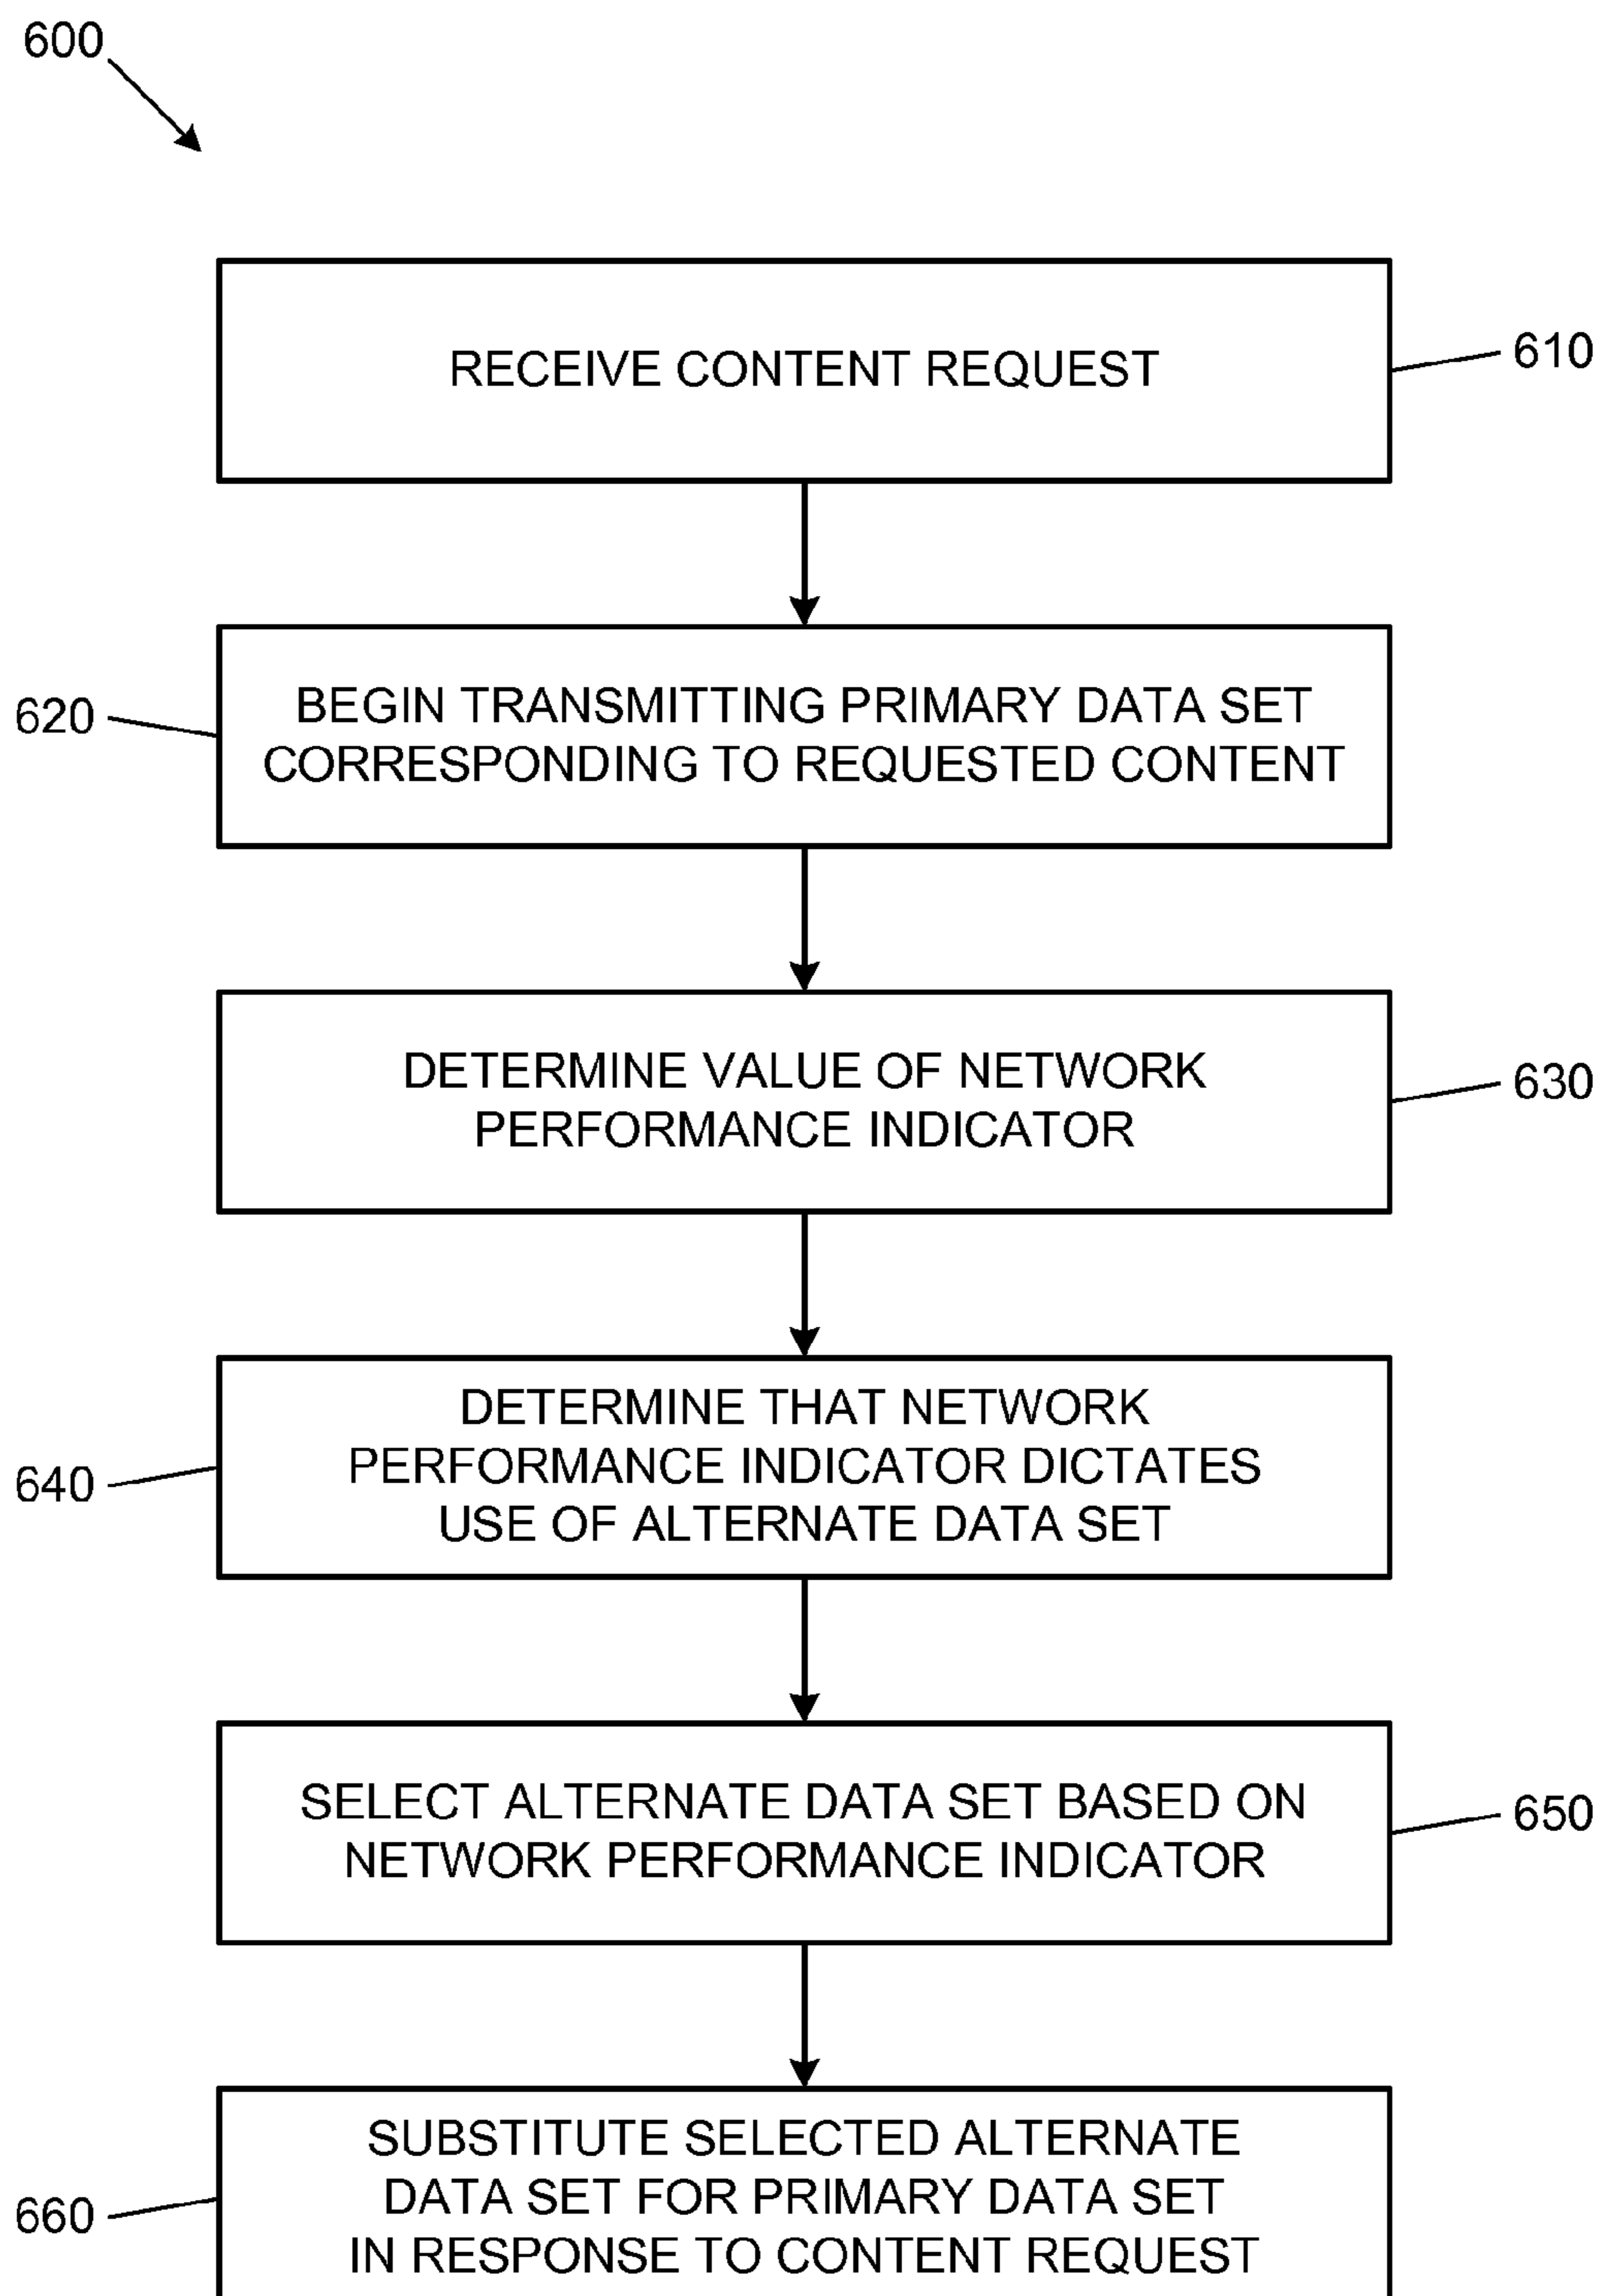 600
RECEIVE CONTENT REQUEST
610
BEGIN TRANSMITTING PRIMARY DATA SET
CORRESPONDING TO REQUESTED CONTENT
620
DETERMINE VALUE OF NETWORK
PERFORMANCE INDICATOR
630
DETERMINE THAT NETWORK
PERFORMANCE INDICATOR DICTATES
USE OF ALTERNATE DATA SET
640
SELECT ALTERNATE DATA SET BASED ON
NETWORK PERFORMANCE INDICATOR
650
SUBSTITUTE SELECTED ALTERNATE
DATA SET FOR PRIMARY DATA SET
IN RESPONSE TO CONTENT REQUEST
660